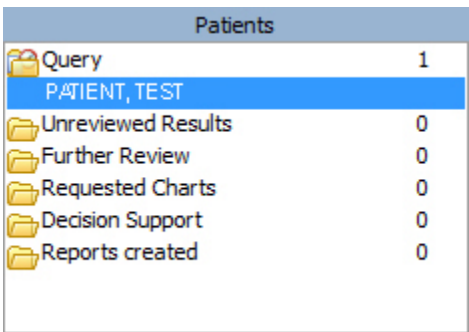 Patients
Query 1
PATIENT, TEST
Unreviewed Results 0
Further Review 0
Requested Charts 0
Decision Support 0
Reports created 0